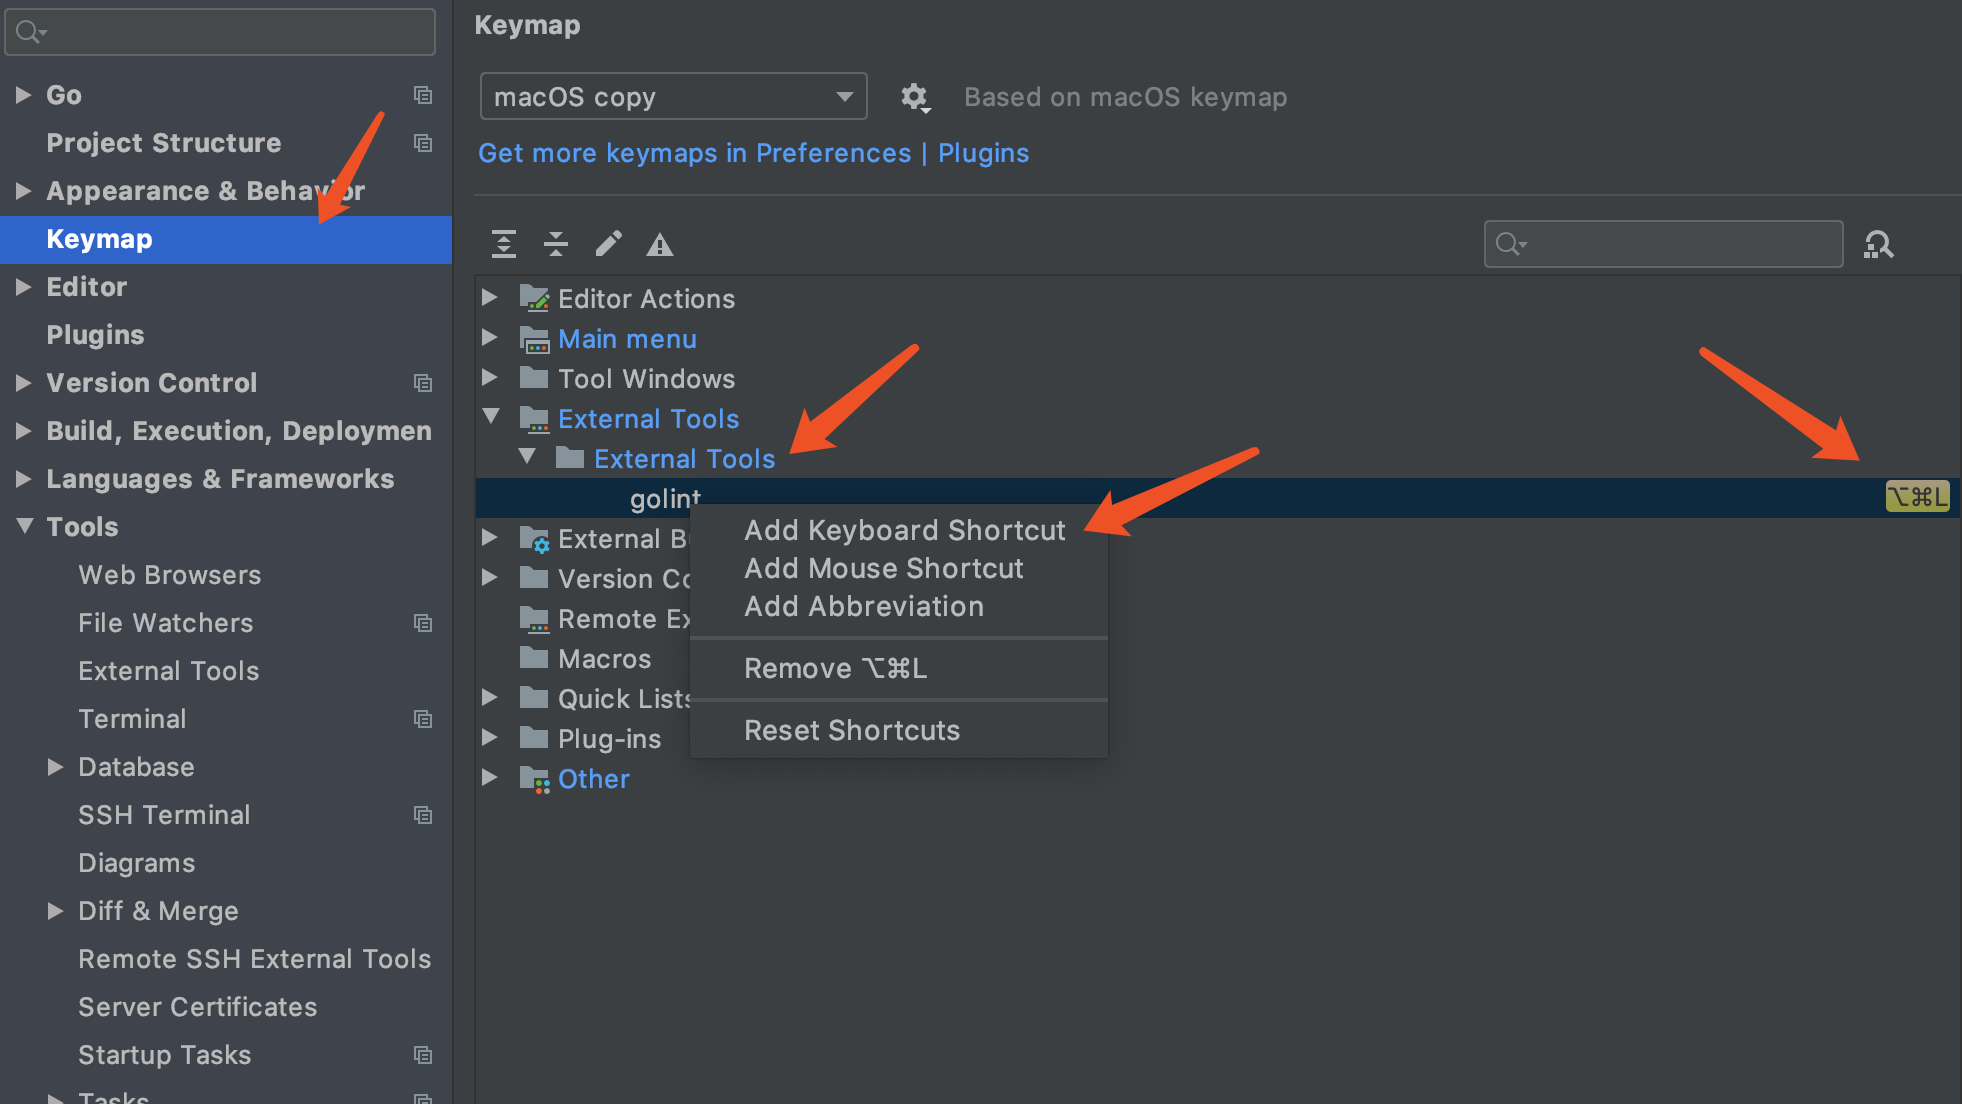 Go
Project Structure
Appearance & Behavior
Keymap
Editor
Plugins
Version Control
Build, Execution, Deploymen
Languages & Frameworks
Tools
Web Browsers
File Watchers
External Tools
Terminal
Database
SSH Terminal
Diagrams
Diff & Merge
Remote SSH External Tools
Server Certificates
Startup Tasks
Tasks
Keymap
macOS copy
Based on macOS keymap
Get more keymaps in Preferences | Plugins
Editor Actions
Main menu
Tool Windows
External Tools
External Tools
golint ⌥⌘L
External B
Version Co
Remote Ex
Macros
Quick Lists
Plug-ins
Other
Add Keyboard Shortcut
Add Mouse Shortcut
Add Abbreviation
Remove ⌥⌘L
Reset Shortcuts